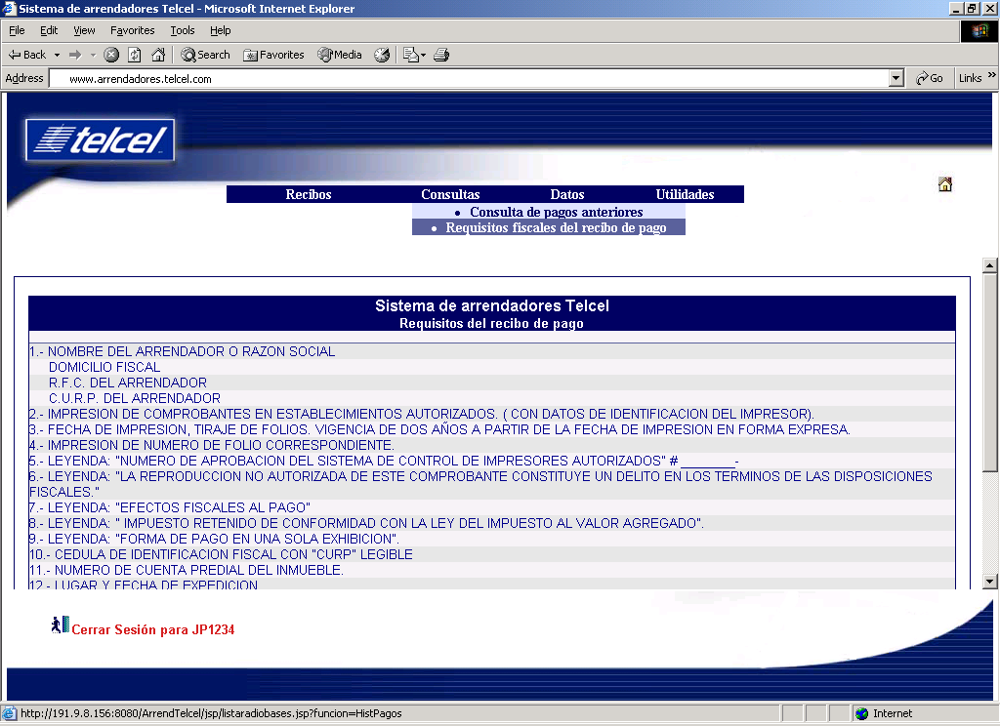 Sistema de arrendadores Telcel - Microsoft Internet Explorer
File Edit View Favorites Tools Help
Back Search Favorites Media
Address www.arrendadores.telcel.com Go Links »
telcel
Recibos Consultas Datos Utilidades
• Consulta de pagos anteriores
• Requisitos fiscales del recibo de pago
Sistema de arrendadores Telcel
Requisitos del recibo de pago
1.- NOMBRE DEL ARRENDADOR O RAZON SOCIAL
DOMICILIO FISCAL
R.F.C. DEL ARRENDADOR
C.U.R.P. DEL ARRENDADOR
2.- IMPRESION DE COMPROBANTES EN ESTABLECIMIENTOS AUTORIZADOS. ( CON DATOS DE IDENTIFICACION DEL IMPRESOR).
3.- FECHA DE IMPRESION, TIRAJE DE FOLIOS. VIGENCIA DE DOS AÑOS A PARTIR DE LA FECHA DE IMPRESION EN FORMA EXPRESA.
4.- IMPRESION DE NUMERO DE FOLIO CORRESPONDIENTE.
5.- LEYENDA: "NUMERO DE APROBACION DEL SISTEMA DE CONTROL DE IMPRESORES AUTORIZADOS" # _______-
6.- LEYENDA: "LA REPRODUCCION NO AUTORIZADA DE ESTE COMPROBANTE CONSTITUYE UN DELITO EN LOS TERMINOS DE LAS DISPOSICIONES
FISCALES."
7.- LEYENDA: "EFECTOS FISCALES AL PAGO"
8.- LEYENDA: " IMPUESTO RETENIDO DE CONFORMIDAD CON LA LEY DEL IMPUESTO AL VALOR AGREGADO".
9.- LEYENDA: "FORMA DE PAGO EN UNA SOLA EXHIBICION".
10.- CEDULA DE IDENTIFICACION FISCAL CON "CURP" LEGIBLE
11.- NUMERO DE CUENTA PREDIAL DEL INMUEBLE.
12.- LUGAR Y FECHA DE EXPEDICION
Cerrar Sesión para JP1234
http://191.9.8.156:8080/ArrendTelcel/jsp/listaradiobases.jsp?funcion=HistPagos Internet